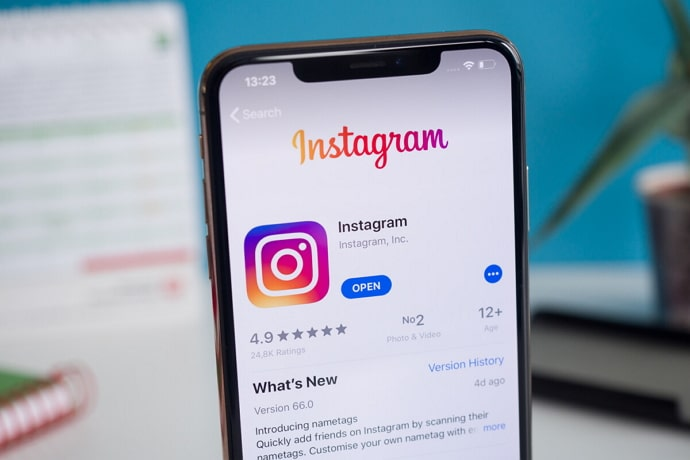 13:23
Search
Instagram
Instagram
Instagram, Inc.
OPEN
4.9 ★★★★★
24,8K Ratings
No2
Photo & Video
12+
Age
What's New
Version History
Version 66.0
4d ago
Introducing nametags
Quickly add friends on Instagram by scanning their
nametags. Customise your own nametag with more